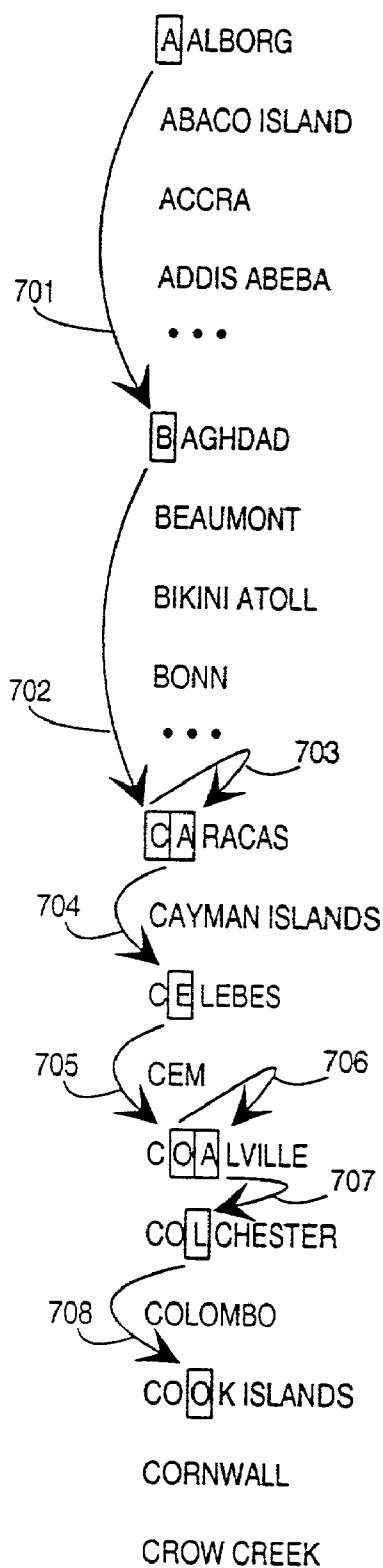 AALBORG
ABACO ISLAND
ACCRA
ADDIS ABEBA
701
• • •
BAGHDAD
BEAUMONT
BIKINI ATOLL
BONN
702
• • •
703
CARACAS
704
CAYMAN ISLANDS
CELEBES
705
CEM
706
COALVILLE
707
COLCHESTER
708
COLOMBO
COOK ISLANDS
CORNWALL
CROW CREEK